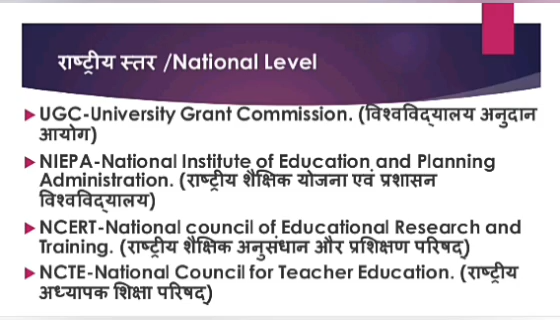 राष्ट्रीय स्तर /National Level
UGC-University Grant Commission. (विश्वविद्यालय अनुदान
आयोग)
NIEPA-National Institute of Education and Planning
Administration. (राष्ट्रीय शैक्षिक योजना एवं प्रशासन
विश्वविद्यालय)
NCERT-National council of Educational Research and
Training. (राष्ट्रीय शैक्षिक अनुसंधान और प्रशिक्षण परिषद्)
NCTE-National Council for Teacher Education. (राष्ट्रीय
अध्यापक शिक्षा परिषद्)